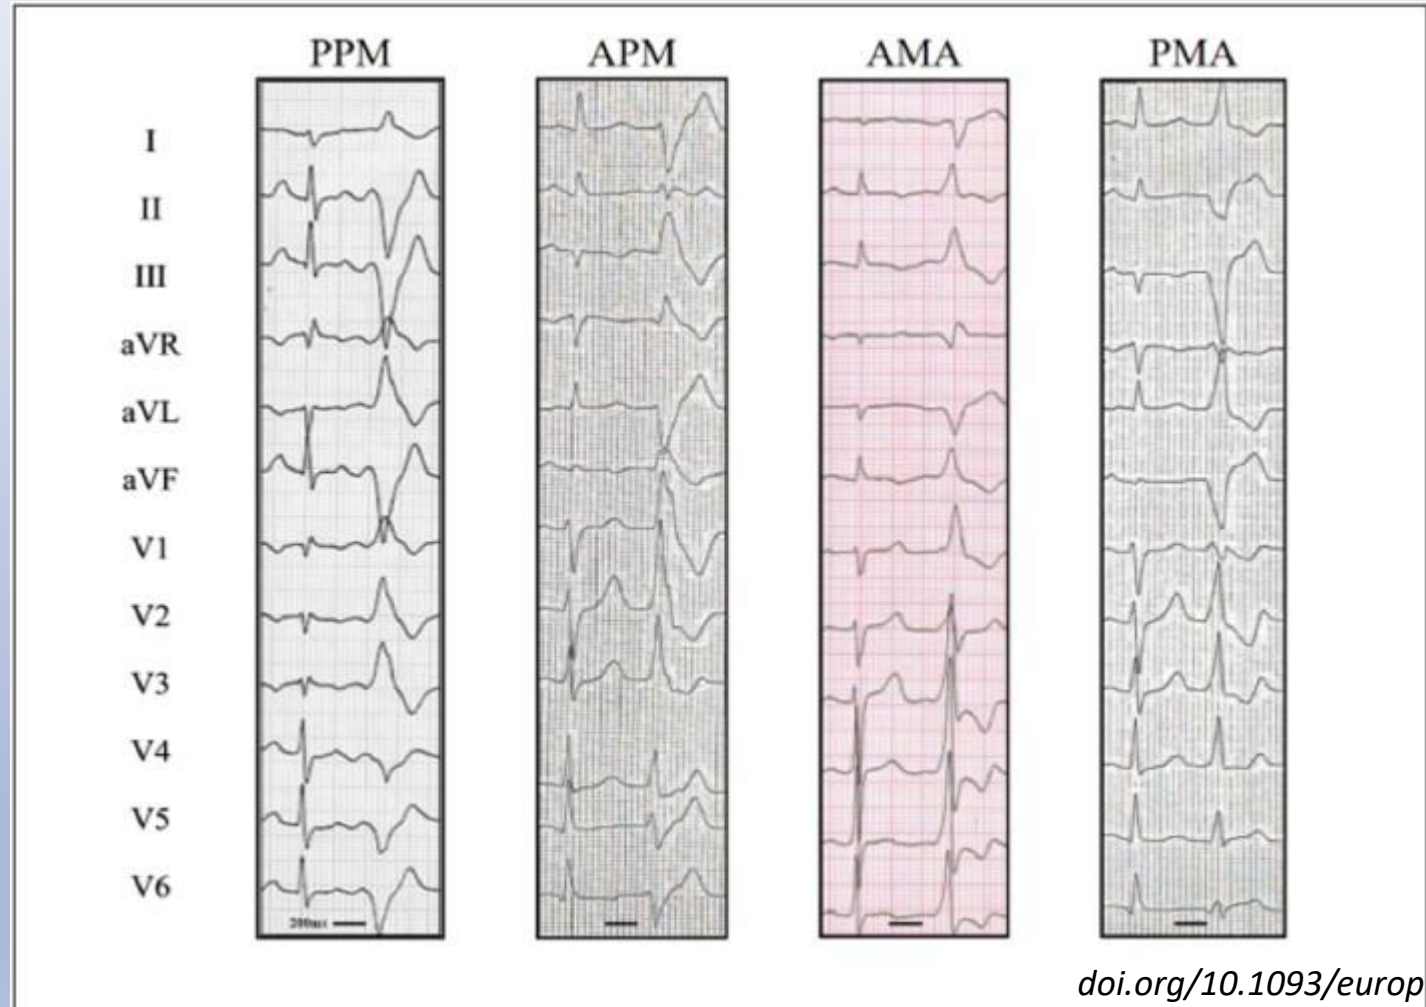 PPM APM AMA PMA
I
II
III
aVR
aVL
aVF
V1
V2
V3
V4
V5
V6
200ms
doi.org/10.1093/europ